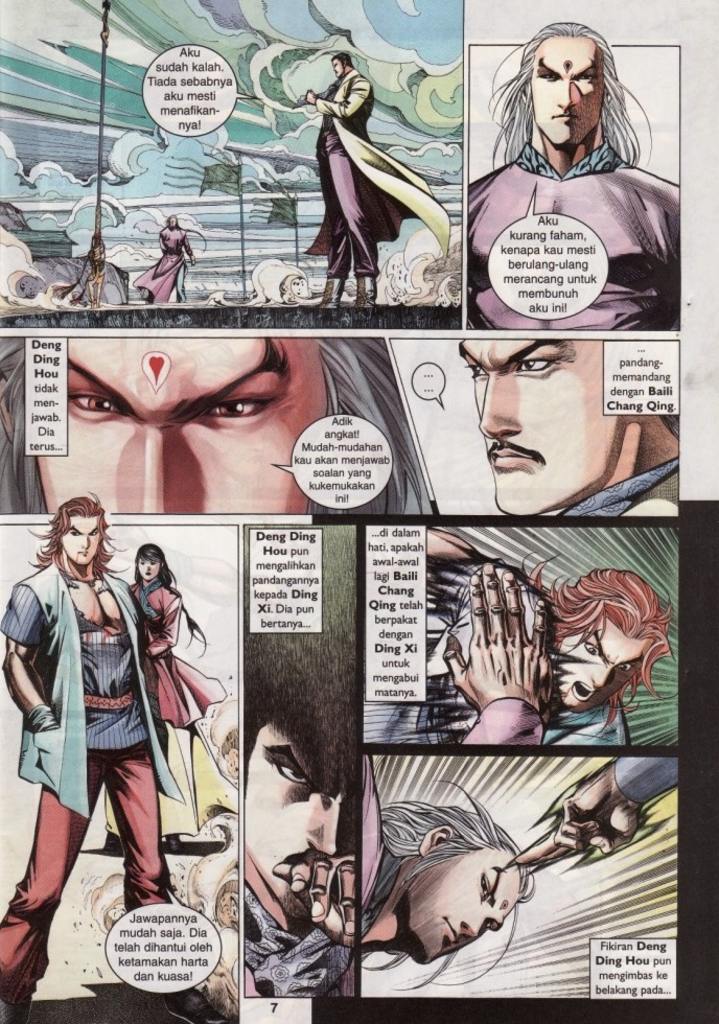 Aku
sudah kalah.
Tiada sebabnya
aku mesti
menafikan-
nya!
Aku
kurang faham,
kenapa kau mesti
berulang-ulang
merancang untuk
membunuh
aku ini!
Deng
Ding
Hou
tidak
men-
jawab.
Dia
terus...
Adik
angkat!
Mudah-mudahan
kau akan menjawab
soalan yang
kukemukakan
ini!
...
...
...
pandang-
memandang
dengan Baili
Chang Qing.
Jawapannya
mudah saja. Dia
telah dihantui oleh
ketamakan harta
dan kuasa!
Deng Ding
Hou pun
mengalihkan
pandangannya
kepada Ding
Xi. Dia pun
bertanya...
...di dalam
hati, apakah
awal-awal
lagi Baili
Chang
Qing telah
berpakat
dengan
Ding Xi
untuk
mengabui
matanya.
Fikiran Deng
Ding Hou pun
mengimbas ke
belakang pada...
7